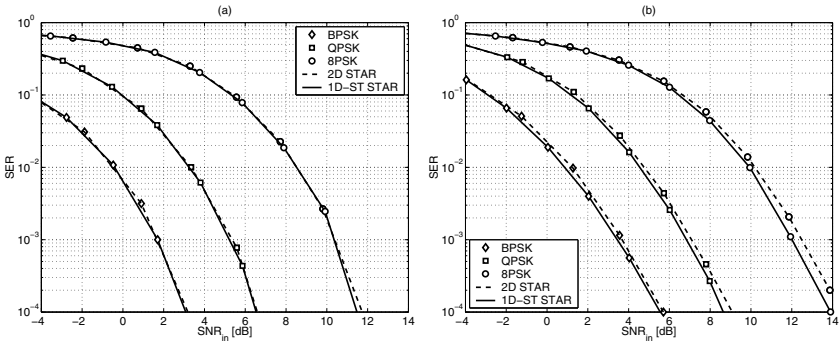 (a)
10^0
10^-1
10^-2
10^-3
10^-4
SER
-4 -2 0 2 4 6 8 10 12 14
SNR_in [dB]
BPSK
QPSK
8PSK
2D STAR
1D-ST STAR
(b)
10^0
10^-1
10^-2
10^-3
10^-4
SER
-4 -2 0 2 4 6 8 10 12 14
SNR_in [dB]
BPSK
QPSK
8PSK
2D STAR
1D-ST STAR